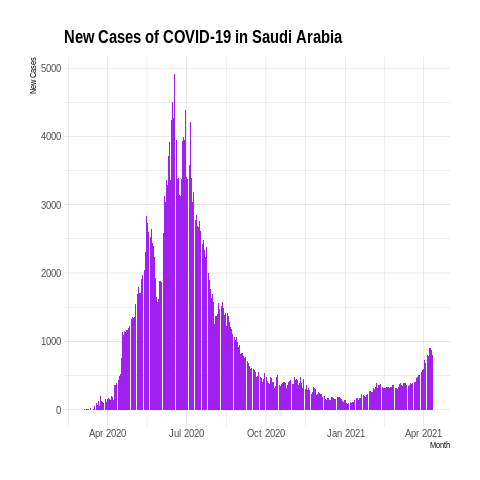 New Cases of COVID-19 in Saudi Arabia
New Cases
5000
4000
3000
2000
1000
0
Apr 2020 Jul 2020 Oct 2020 Jan 2021 Apr 2021
Month